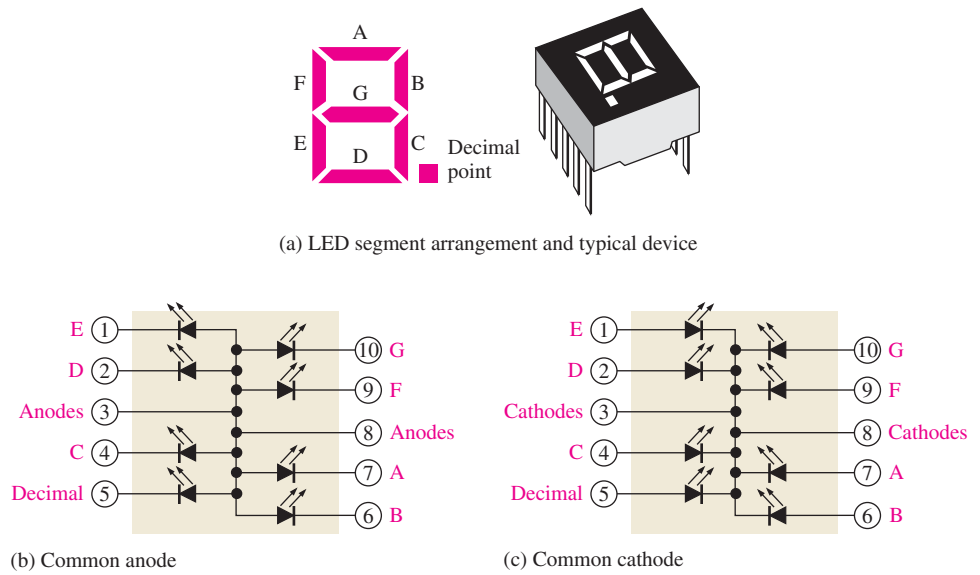 A
F
B
G
E
C
D
Decimal
point
(a) LED segment arrangement and typical device
E 1
10 G
D 2
9 F
Anodes 3
8 Anodes
C 4
7 A
Decimal 5
6 B
(b) Common anode
E 1
10 G
D 2
9 F
Cathodes 3
8 Cathodes
C 4
7 A
Decimal 5
6 B
(c) Common cathode